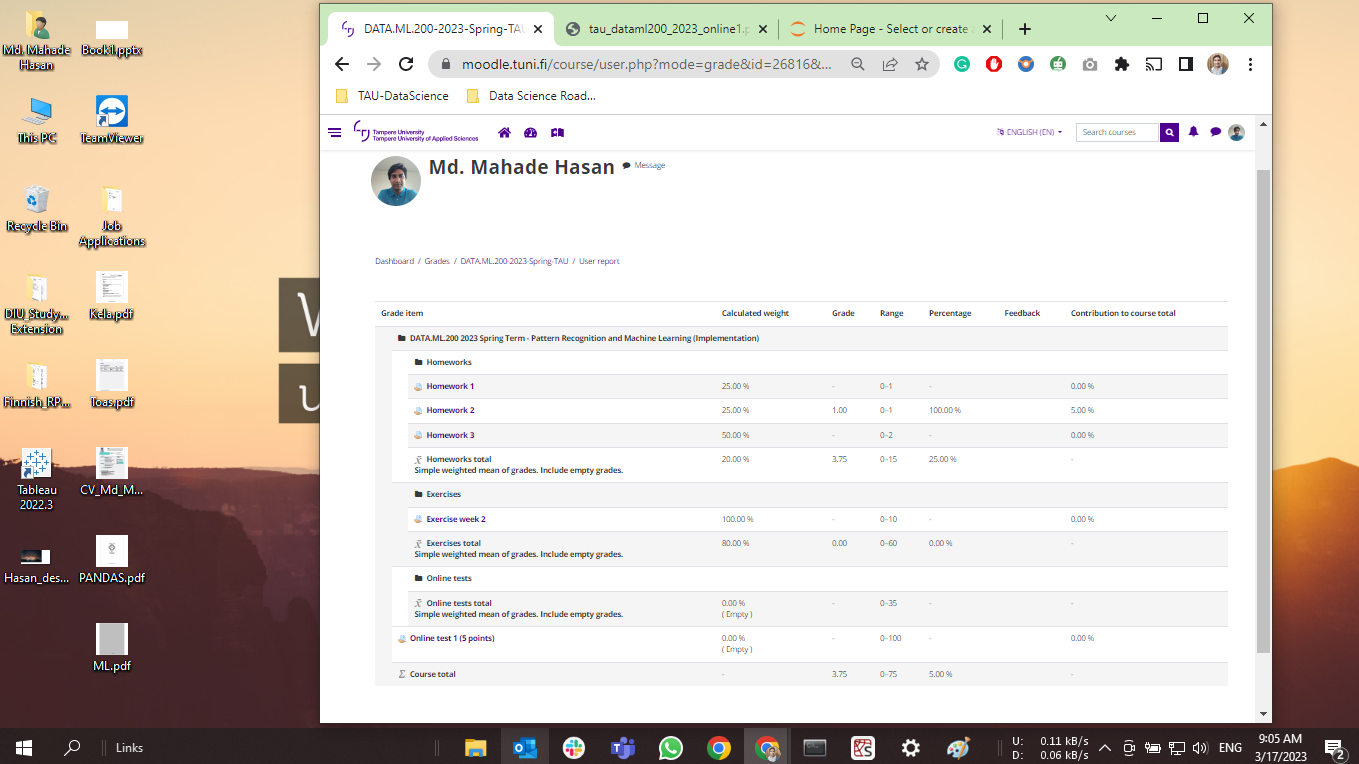 Md. Mahade
Hasan
Book1.pptx
This PC
TeamViewer
Recycle Bin
Job
Applications
DIU_Study...
Extension
Kela.pdf
Finnish_RP...
Toas.pdf
Tableau
2022.3
CV_Md_M...
Hasan_des...
PANDAS.pdf
ML.pdf
DATA.ML.200-2023-Spring-TAU
tau_dataml200_2023_online1.p
Home Page - Select or create
moodle.tuni.fi/course/user.php?mode=grade&id=26816&...
TAU-DataScience
Data Science Road...
Tampere University
Tampere University of Applied Sciences
ENGLISH (EN)
Search courses
Md. Mahade Hasan
Message
Dashboard / Grades / DATA.ML.200-2023-Spring-TAU / User report
Grade item Calculated weight Grade Range Percentage Feedback Contribution to course total
DATA.ML.200 2023 Spring Term - Pattern Recognition and Machine Learning (Implementation)
Homeworks
Homework 1 25.00 % - 0–1 - 0.00 %
Homework 2 25.00 % 1.00 0–1 100.00 % 5.00 %
Homework 3 50.00 % - 0–2 - 0.00 %
x̄ Homeworks total 20.00 % 3.75 0–15 25.00 % -
Simple weighted mean of grades. Include empty grades.
Exercises
Exercise week 2 100.00 % - 0–10 - 0.00 %
x̄ Exercises total 80.00 % 0.00 0–60 0.00 % -
Simple weighted mean of grades. Include empty grades.
Online tests
x̄ Online tests total 0.00 % - 0–35 - -
Simple weighted mean of grades. Include empty grades. ( Empty )
Online test 1 (5 points) 0.00 % - 0–100 - 0.00 %
( Empty )
Σ Course total - 3.75 0–75 5.00 % -
Links
U: 0.11 kB/s
D: 0.06 kB/s
ENG
9:05 AM
3/17/2023
2